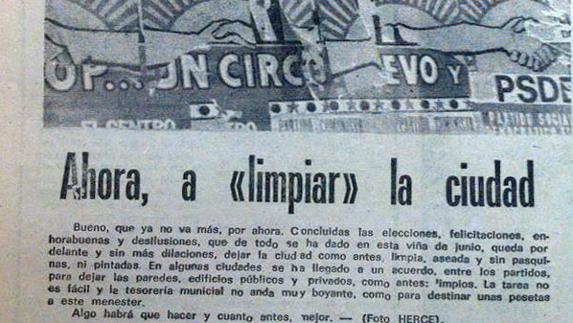 UP... UN CIRCO EVO Y
PSDE
EL CENTRO
PARTIDO SOCIAL
Ahora, a «limpiar» la ciudad
Bueno, que ya no va más, por ahora. Concluidas las elecciones, felicitaciones, en-
horabuenas y desilusiones, que de todo se ha dado en esta viña de junio, queda por
delante y sin más dilaciones, dejar la ciudad como antes, limpia, aseada y sin pasqui-
nas, ni pintadas. En algunas ciudades se ha llegado a un acuerdo, entre los partidos,
para dejar las paredes, edificios públicos y privados, como antes: limpios. La tarea no
es fácil y la tesorería municial no anda muy boyante, como para destinar unas pesetas
a este menester.
Algo habrá que hacer y cuanto antes, mejor. — (Foto HERCE).